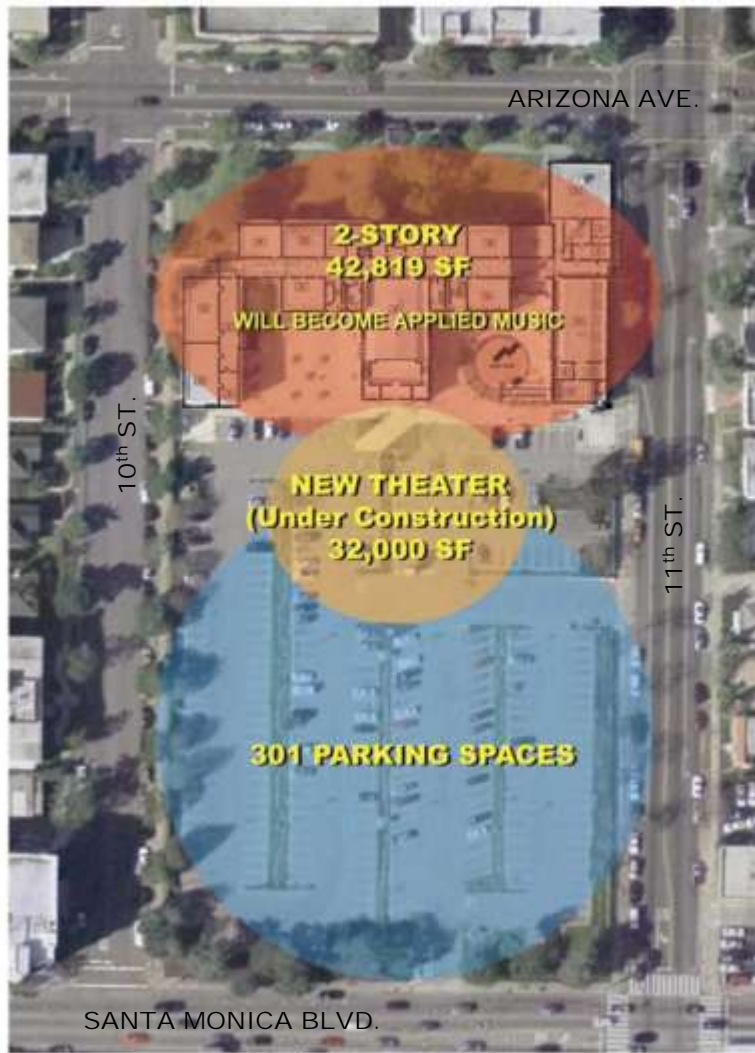 ARIZONA AVE.
2-STORY
42,819 SF
WILL BECOME APPLIED MUSIC
10th ST.
NEW THEATER
(Under Construction)
32,000 SF
11th ST.
301 PARKING SPACES
SANTA MONICA BLVD.